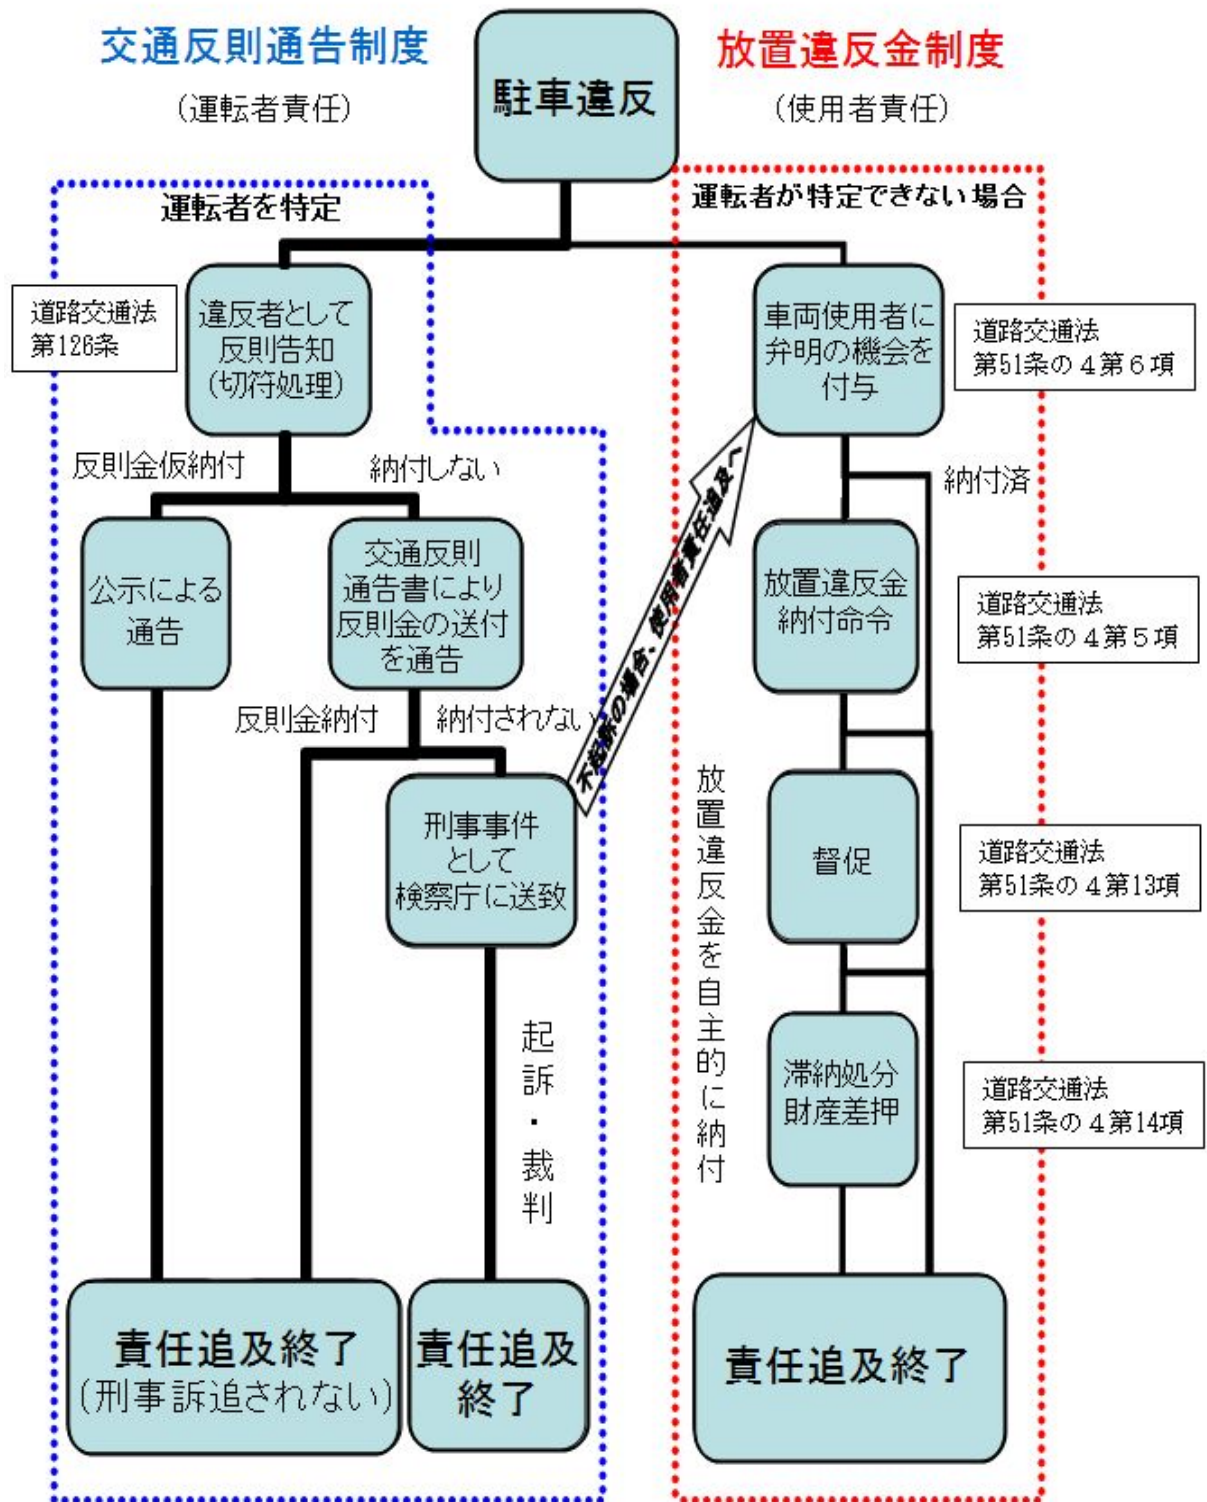 交通反則通告制度
(運転者責任)
駐車違反
放置違反金制度
(使用者責任)
運転者を特定
運転者が特定できない場合
道路交通法
第126条
違反者として
反則告知
(切符処理)
車両使用者に
弁明の機会を
付与
道路交通法
第51条の４第６項
反則金仮納付
納付しない
納付済
公示による
通告
交通反則
通告書により
反則金の送付
を通告
不起訴の場合、使用者責任追及へ
放置違反金
納付命令
道路交通法
第51条の４第５項
反則金納付
納付されない
刑事事件
として
検察庁に送致
放置違反金を自主的に納付
督促
道路交通法
第51条の４第13項
起訴・裁判
滞納処分
財産差押
道路交通法
第51条の４第14項
責任追及終了
(刑事訴追されない)
責任追及
終了
責任追及終了